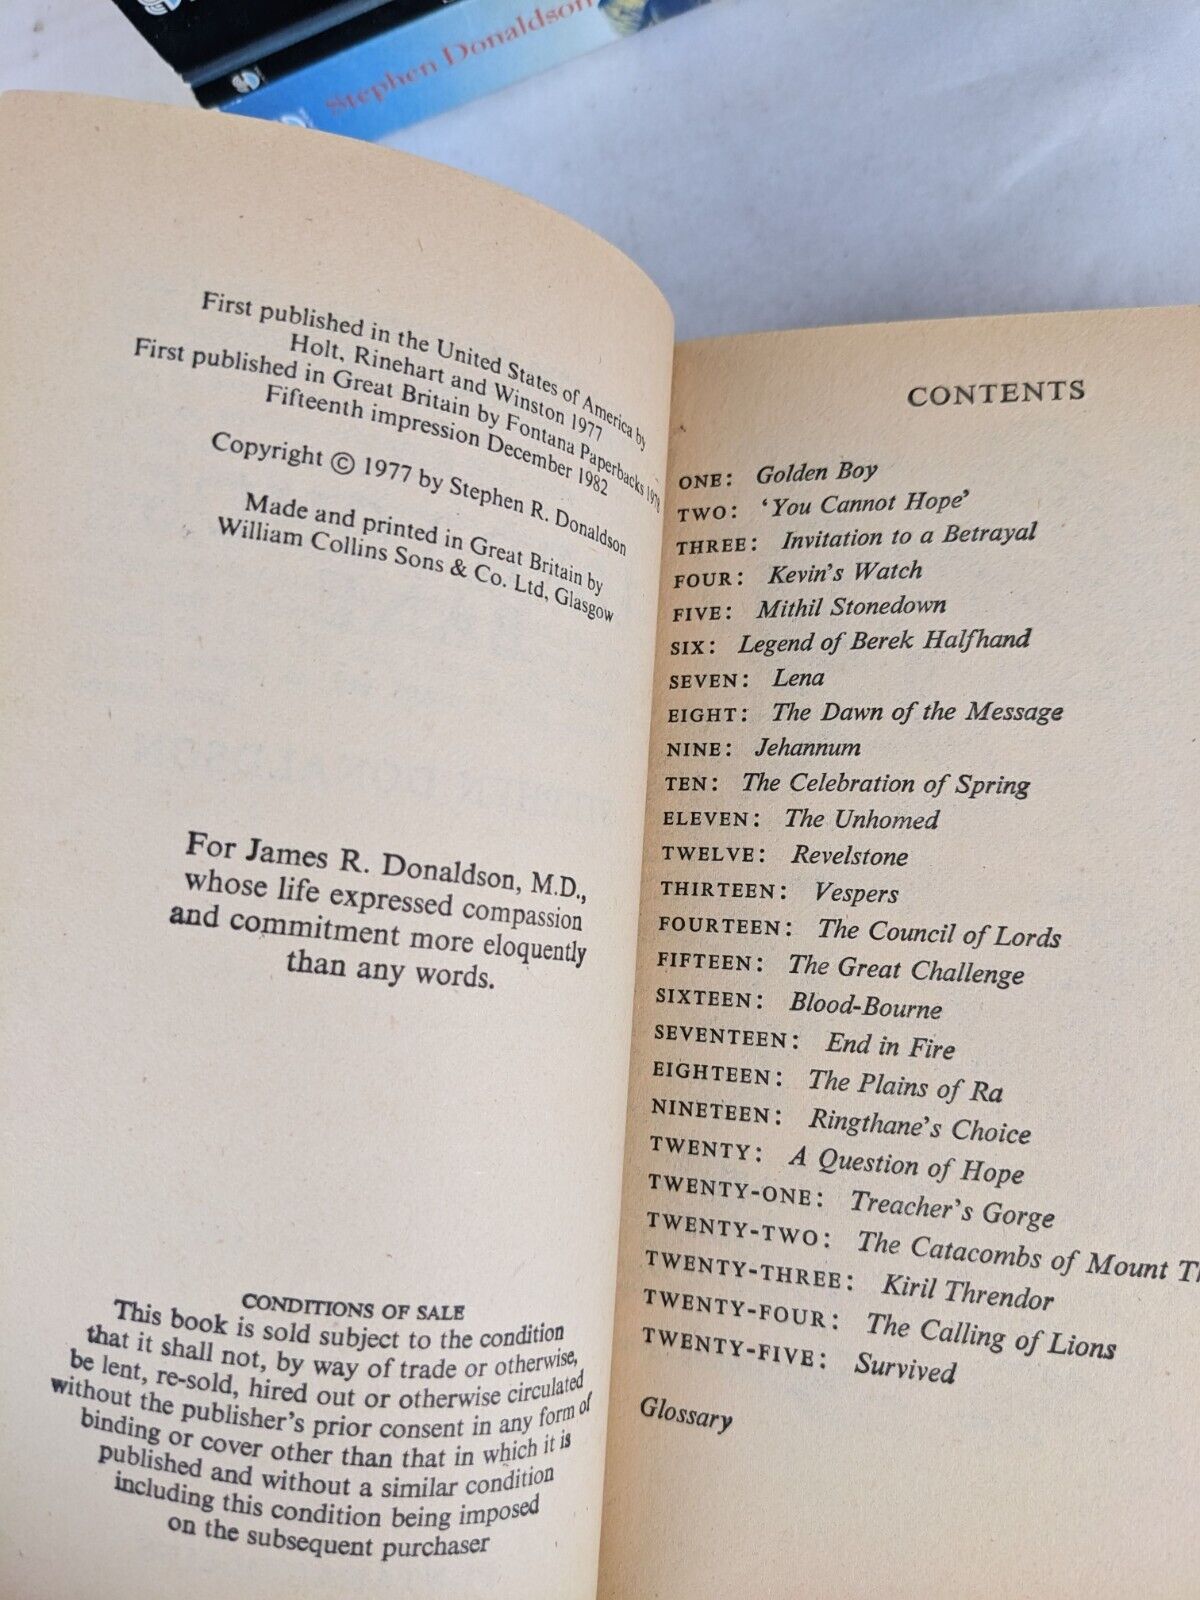 Stephen Donaldson
First published in the United States of America by
Holt, Rinehart and Winston 1977
First published in Great Britain by Fontana Paperbacks 1978
Fifteenth impression December 1982
Copyright © 1977 by Stephen R. Donaldson
Made and printed in Great Britain by
William Collins Sons & Co. Ltd, Glasgow
For James R. Donaldson, M.D.,
whose life expressed compassion
and commitment more eloquently
than any words.
CONDITIONS OF SALE
This book is sold subject to the condition
that it shall not, by way of trade or otherwise,
be lent, re-sold, hired out or otherwise circulated
without the publisher's prior consent in any form of
binding or cover other than that in which it is
published and without a similar condition
including this condition being imposed
on the subsequent purchaser
CONTENTS
ONE: Golden Boy
TWO: ‘You Cannot Hope’
THREE: Invitation to a Betrayal
FOUR: Kevin's Watch
FIVE: Mithil Stonedown
SIX: Legend of Berek Halfhand
SEVEN: Lena
EIGHT: The Dawn of the Message
NINE: Jehannum
TEN: The Celebration of Spring
ELEVEN: The Unhomed
TWELVE: Revelstone
THIRTEEN: Vespers
FOURTEEN: The Council of Lords
FIFTEEN: The Great Challenge
SIXTEEN: Blood-Bourne
SEVENTEEN: End in Fire
EIGHTEEN: The Plains of Ra
NINETEEN: Ringthane's Choice
TWENTY: A Question of Hope
TWENTY-ONE: Treacher's Gorge
TWENTY-TWO: The Catacombs of Mount
TWENTY-THREE: Kiril Threndor
TWENTY-FOUR: The Calling of Lions
TWENTY-FIVE: Survived
Glossary